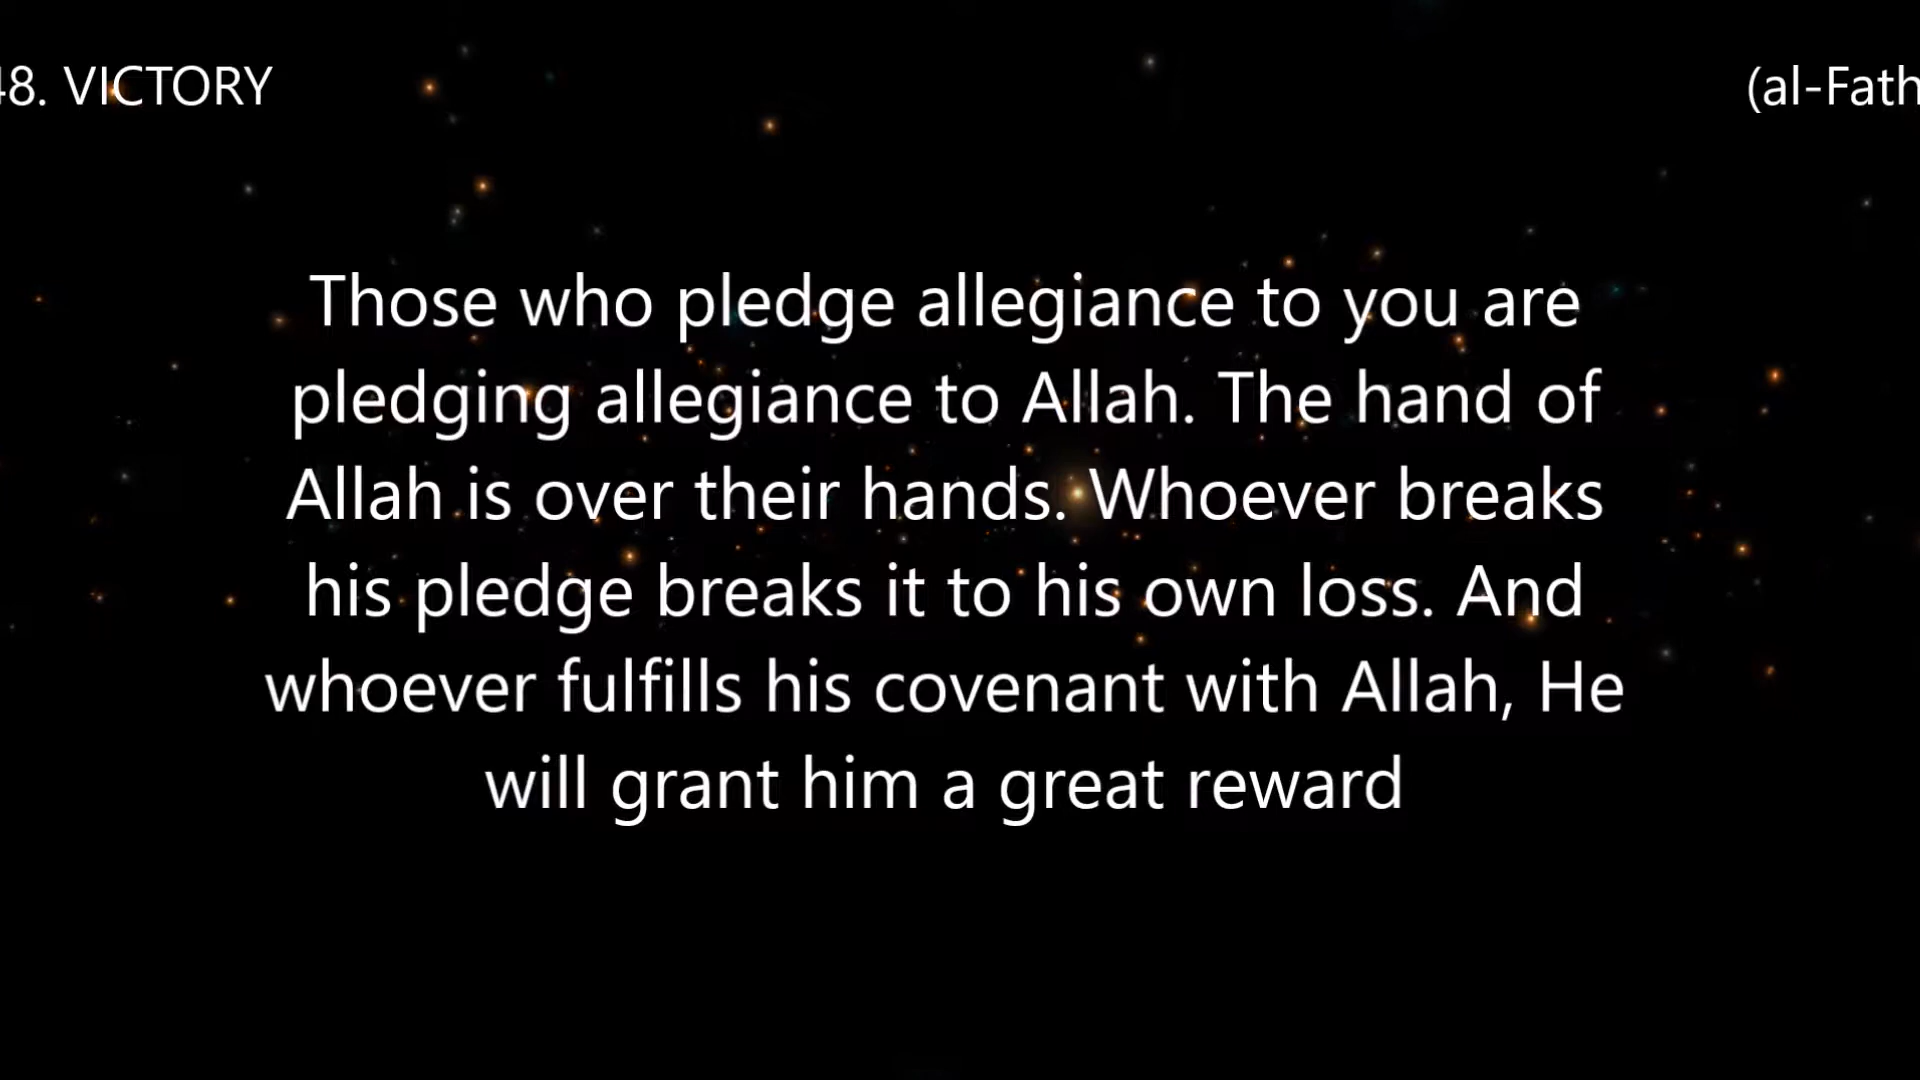 48. VICTORY (al-Fath
Those who pledge allegiance to you are
pledging allegiance to Allah. The hand of
Allah is over their hands. Whoever breaks
his pledge breaks it to his own loss. And
whoever fulfills his covenant with Allah, He
will grant him a great reward